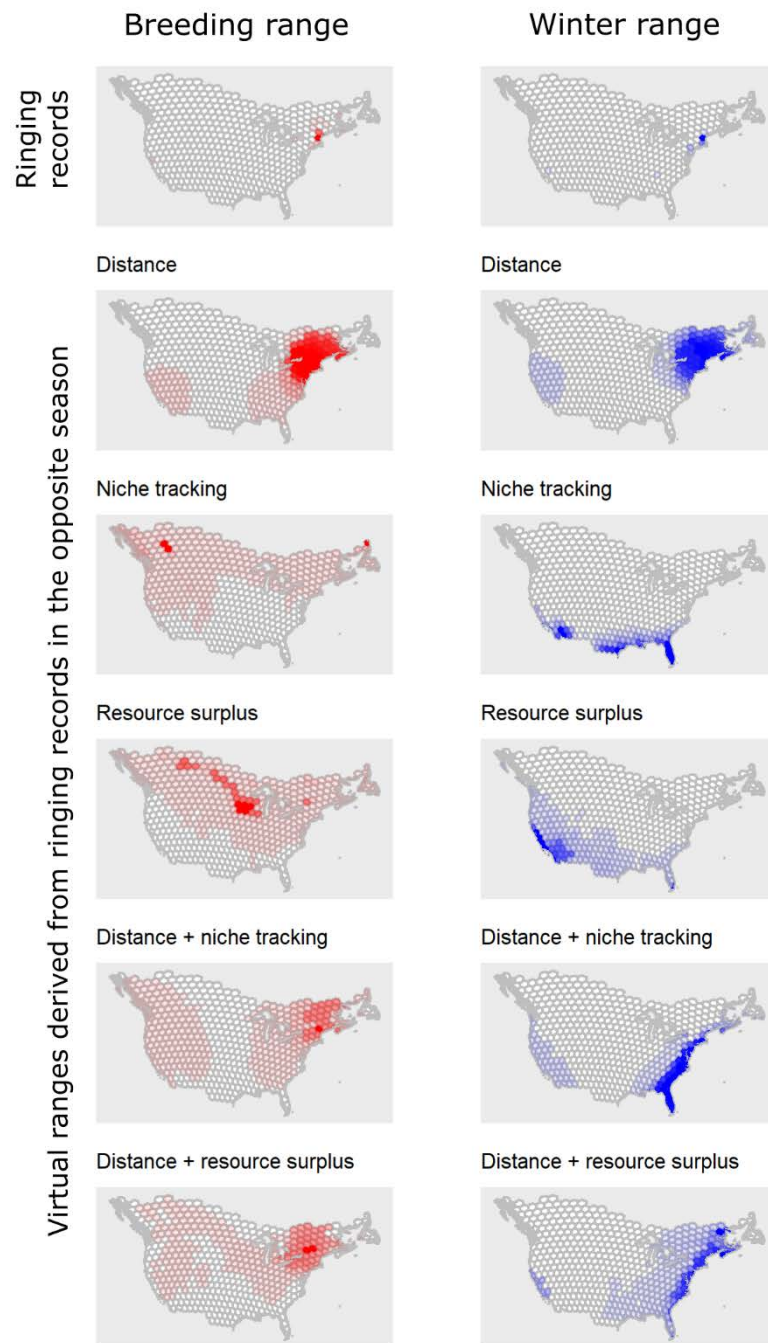 Breeding range
Winter range
Ringing
records
Virtual ranges derived from ringing records in the opposite season
Distance
Distance
Niche tracking
Niche tracking
Resource surplus
Resource surplus
Distance + niche tracking
Distance + niche tracking
Distance + resource surplus
Distance + resource surplus